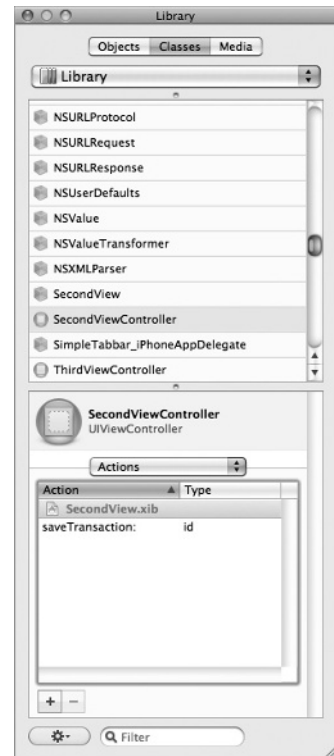 Library
Objects Classes Media
Library
NSURLProtocol
NSURLRequest
NSURLResponse
NSUserDefaults
NSValue
NSValueTransformer
NSXMLParser
SecondView
SecondViewController
SimpleTabbar_iPhoneAppDelegate
ThirdViewController
SecondViewController
UIViewController
Actions
Action Type
SecondView.xib
saveTransaction: id
Filter